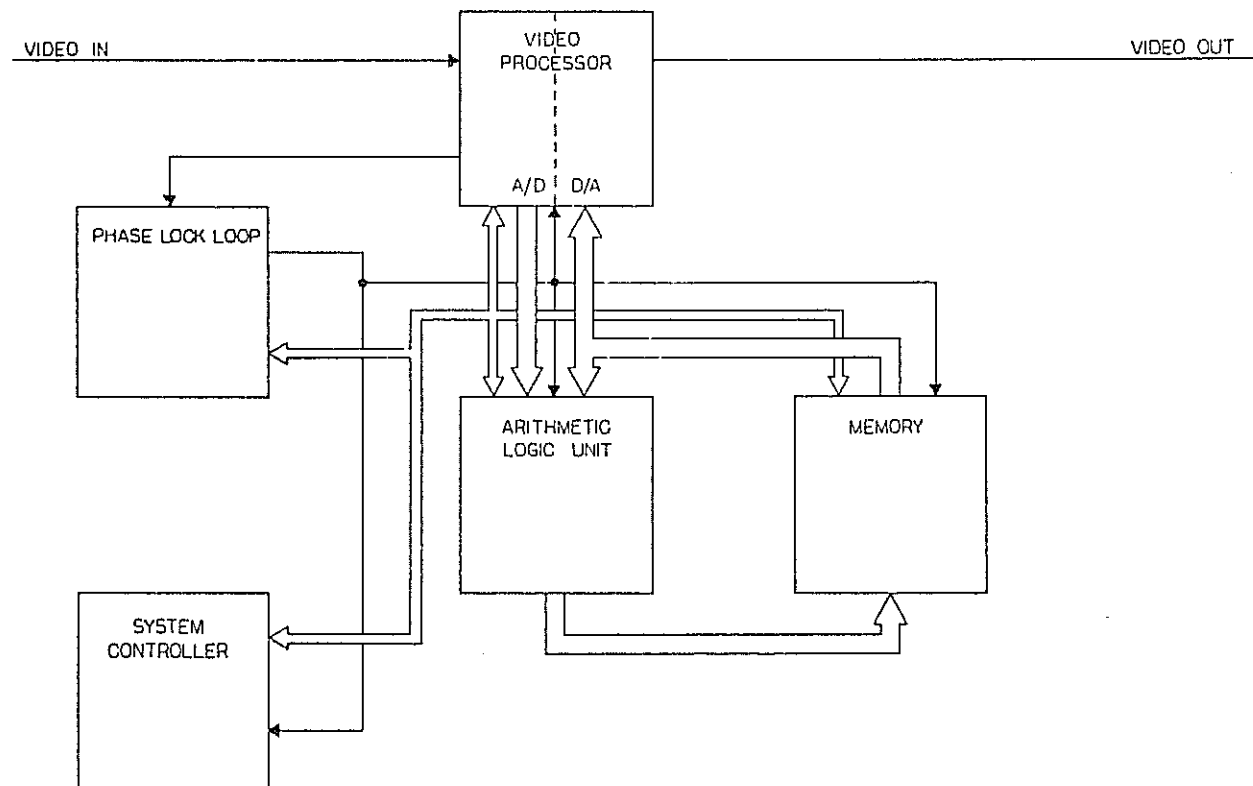 VIDEO IN
VIDEO
PROCESSOR
VIDEO OUT
A/D D/A
PHASE LOCK LOOP
ARITHMETIC
LOGIC UNIT
MEMORY
SYSTEM
CONTROLLER